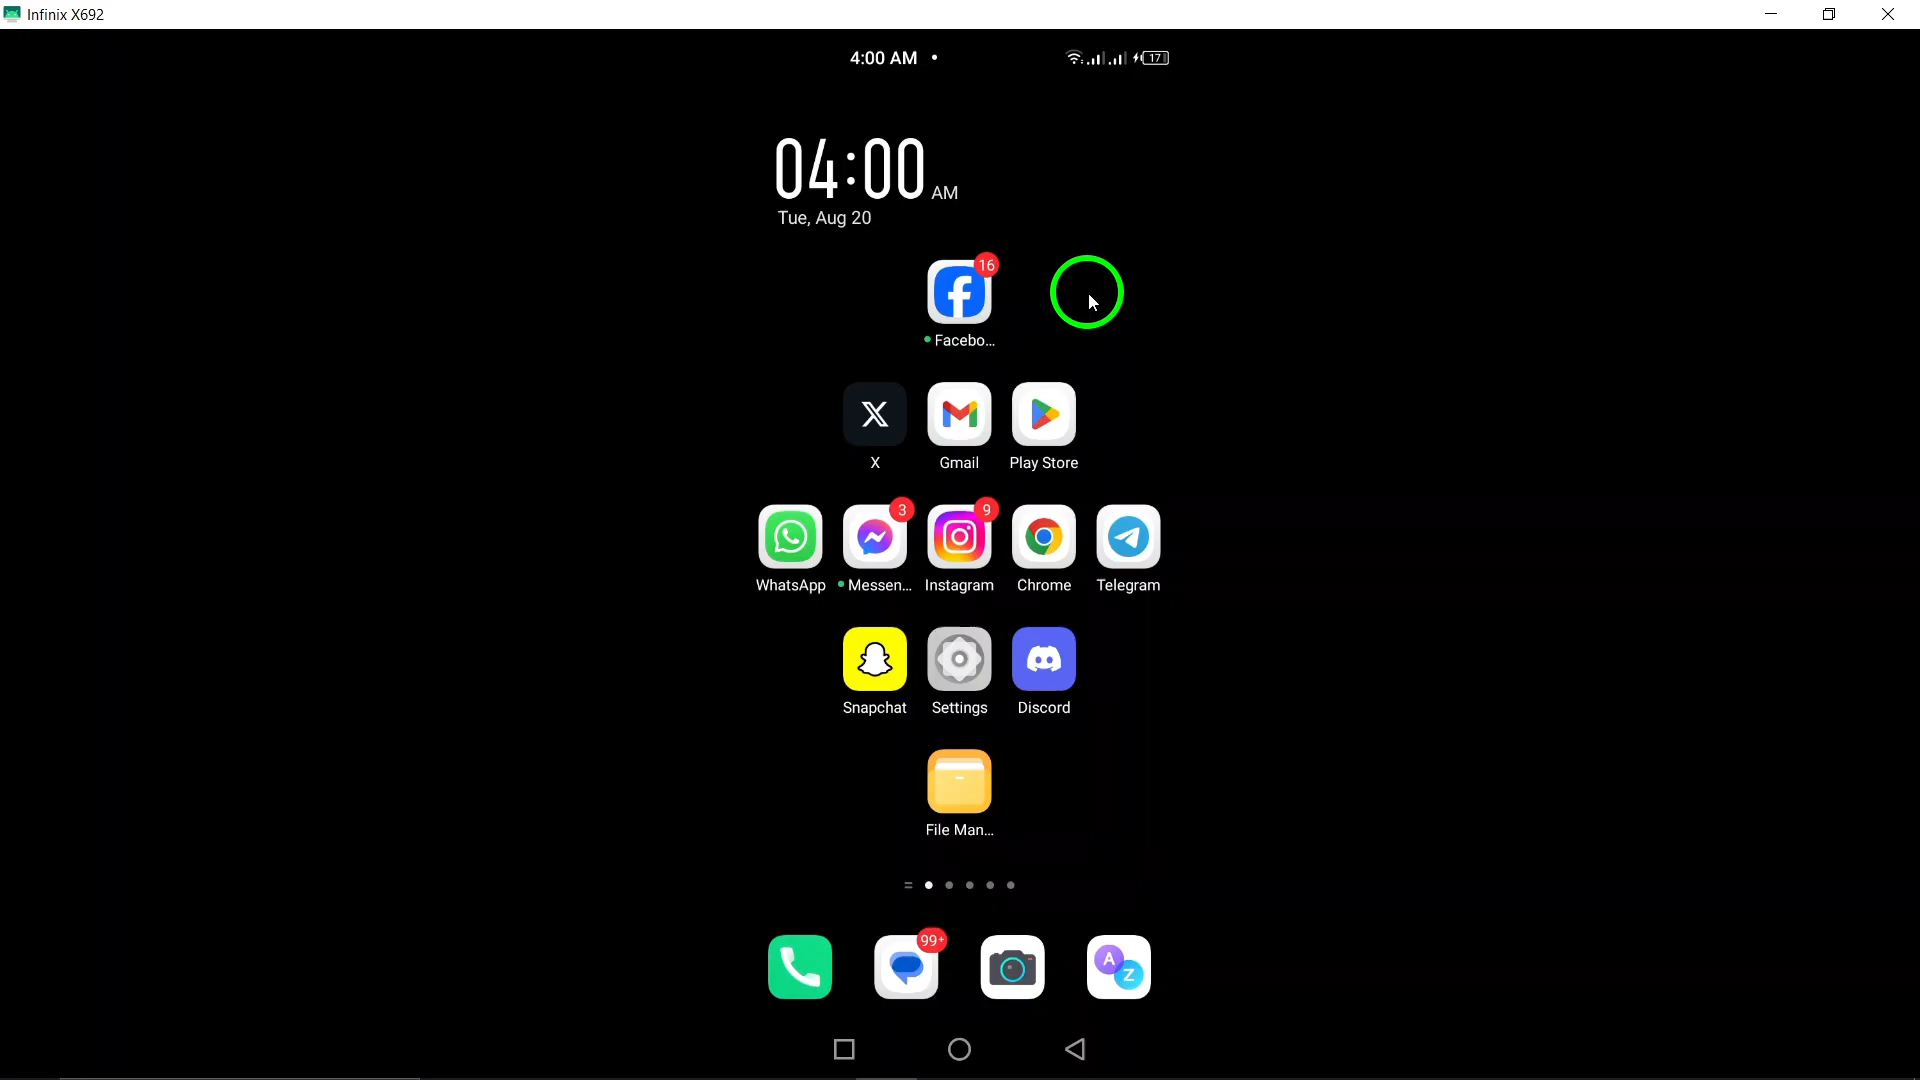 Infinix X692
4:00 AM
17
04:00 AM
Tue, Aug 20
16
Facebo...
X Gmail Play Store
3 9
WhatsApp Messen... Instagram Chrome Telegram
Snapchat Settings Discord
File Man...
99+
A Z